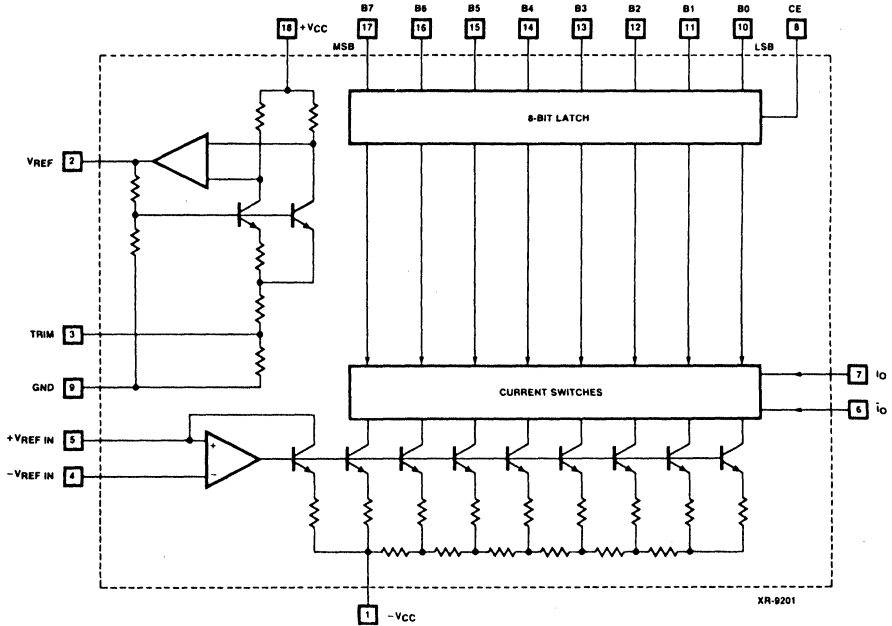 B7 B6 B5 B4 B3 B2 B1 B0 CE
18 +VCC 17 16 15 14 13 12 11 10 8
MSB LSB
8-BIT LATCH
VREF 2
TRIM 3
GND 9
7 IO
CURRENT SWITCHES
6 īO
+VREF IN 5
+
-VREF IN 4
-
XR-9201
1 -VCC